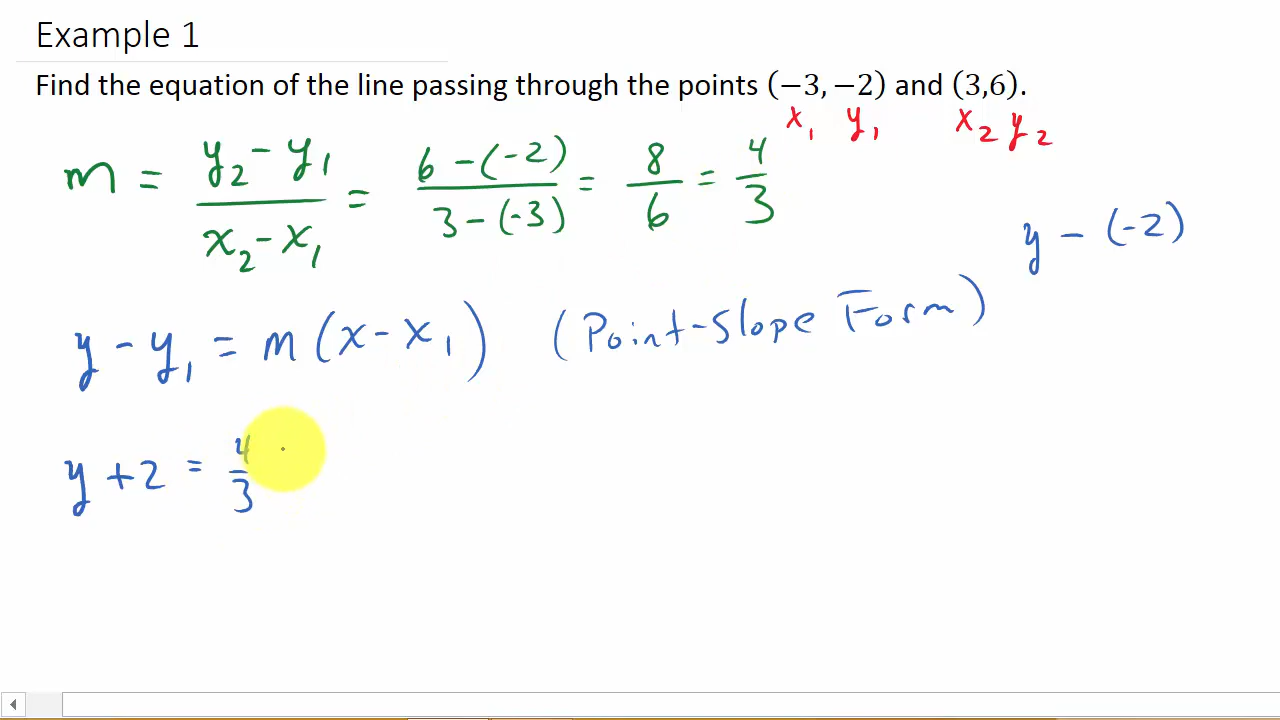 Example 1
Find the equation of the line passing through the points (−3, −2) and (3,6).
x₁ y₁ x₂ y₂
m = (y₂ − y₁)/(x₂ − x₁) = (6 − (−2))/(3 − (−3)) = 8/6 = 4/3
y − (−2)
y − y₁ = m(x − x₁) (Point-Slope Form)
y + 2 = 4/3